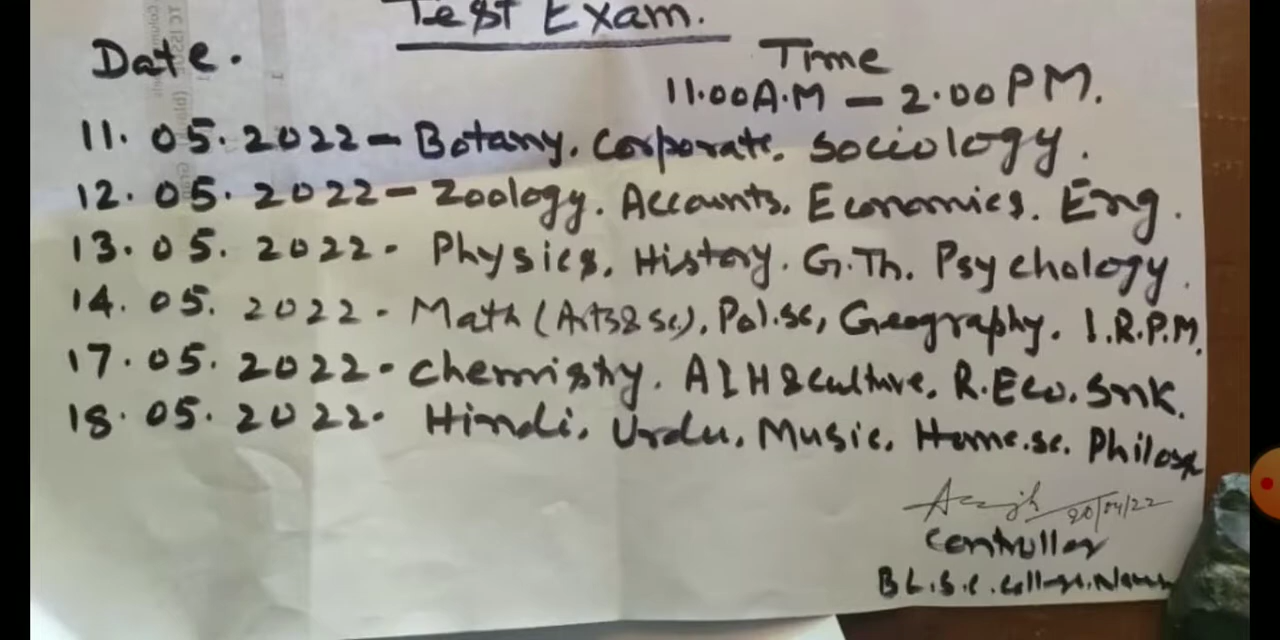 Test Exam.
Date.
Time
11.00A.M - 2.00PM.
11.05.2022- Botany. Corporate. Sociology.
12.05.2022- Zoology. Accounts. Economics. Eng.
13.05.2022- Physics. History. G.Th. Psychology.
14.05.2022- Math (Arts & Sc.), Pol.Sc, Geography. I.R.P.M.
17.05.2022- Chemistry. AIH & Culture. R.Eco. Snk.
18.05.2022- Hindi. Urdu. Music. Home.Sc. Philos
20/04/22
Controller
B L.S.C. College.